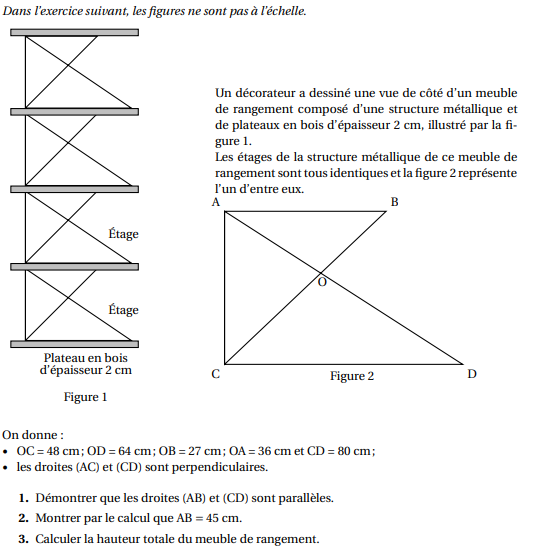 Dans l'exercice suivant, les figures ne sont pas à l'échelle.
Un décorateur a dessiné une vue de côté d'un meuble
de rangement composé d'une structure métallique et
de plateaux en bois d'épaisseur 2 cm, illustré par la fi-
gure 1.
Les étages de la structure métallique de ce meuble de
rangement sont tous identiques et la figure 2 représente
l'un d'entre eux.
Étage
Étage
Plateau en bois
d'épaisseur 2 cm
Figure 1
A
B
O
C
D
Figure 2
On donne :
• OC = 48 cm ; OD = 64 cm ; OB = 27 cm ; OA = 36 cm et CD = 80 cm ;
• les droites (AC) et (CD) sont perpendiculaires.
1. Démontrer que les droites (AB) et (CD) sont parallèles.
2. Montrer par le calcul que AB = 45 cm.
3. Calculer la hauteur totale du meuble de rangement.